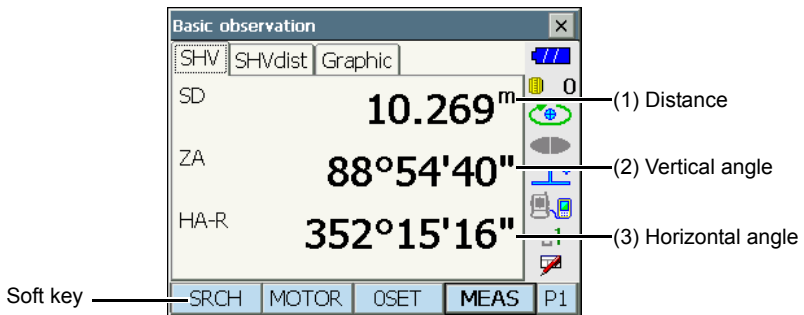 Basic observation
SHV SHVdist Graphic
SD 10.269m
0
(1) Distance
ZA 88°54'40"
(2) Vertical angle
HA-R 352°15'16"
1
(3) Horizontal angle
Soft key
SRCH MOTOR 0SET MEAS P1